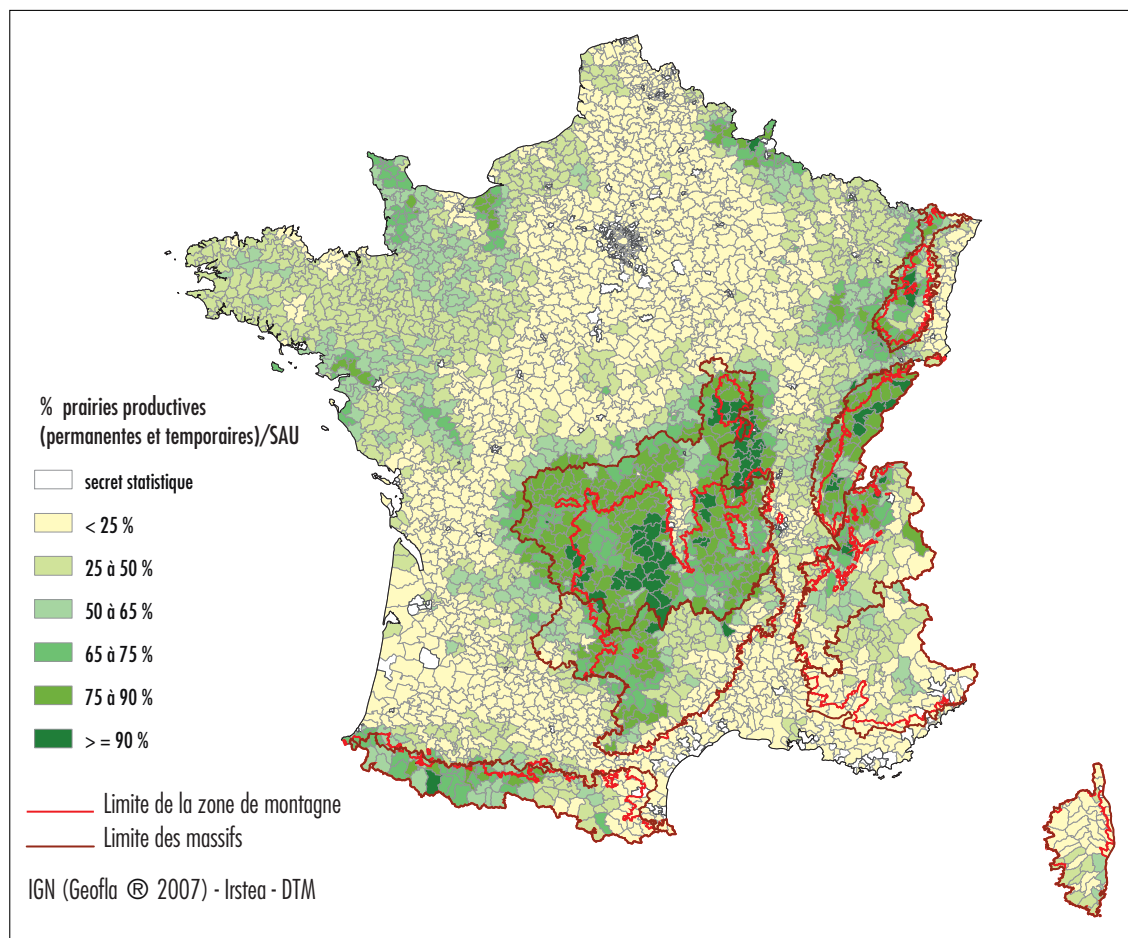 % prairies productives
(permanentes et temporaires)/SAU
secret statistique
< 25 %
25 à 50 %
50 à 65 %
65 à 75 %
75 à 90 %
> = 90 %
Limite de la zone de montagne
Limite des massifs
IGN (Geofla ® 2007) - Irstea - DTM